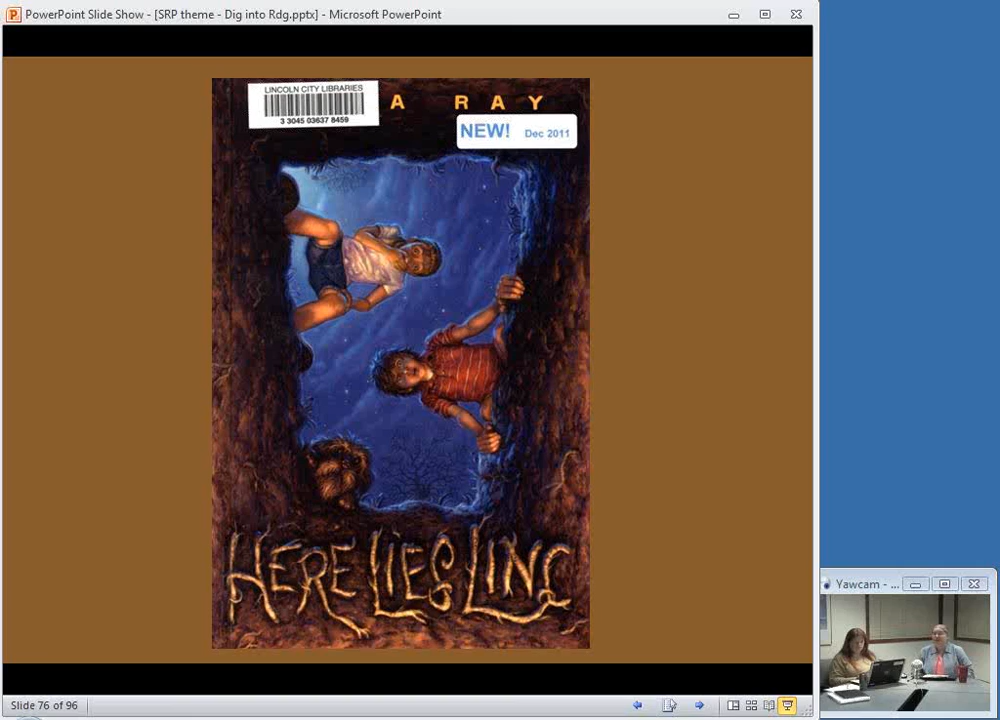 PowerPoint Slide Show - [SRP theme - Dig into Rdg.pptx] - Microsoft PowerPoint
LINCOLN CITY LIBRARIES
3 3045 03637 8459
A RAY
NEW! Dec 2011
HERE LIES LINC
Yawcam - ...
Slide 76 of 96